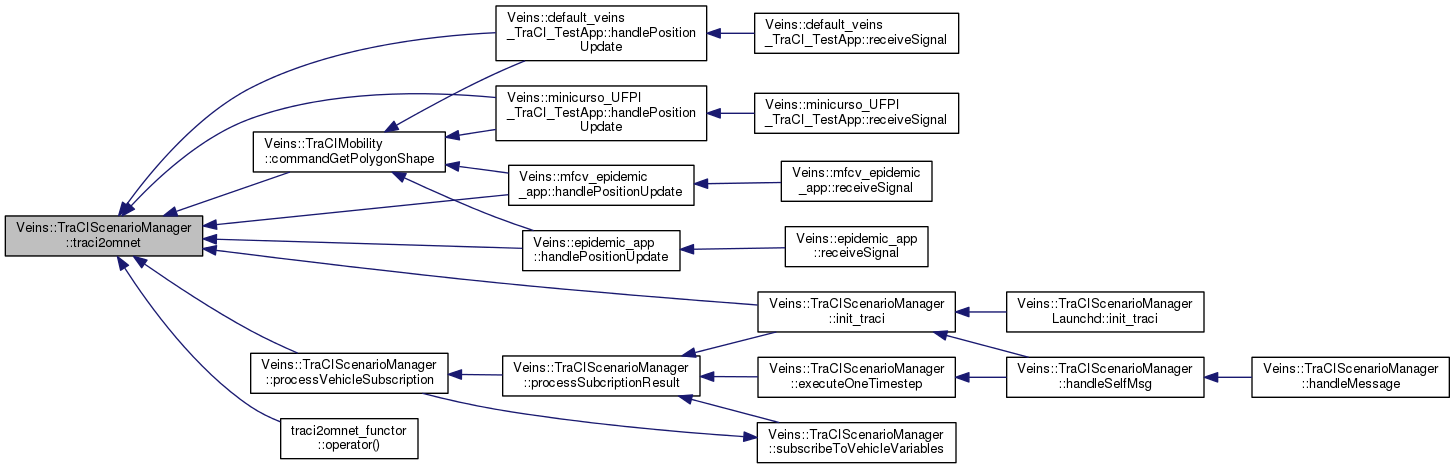 Veins::default_veins
_TraCI_TestApp::handlePosition
Update
Veins::default_veins
_TraCI_TestApp::receiveSignal
Veins::minicurso_UFPI
_TraCI_TestApp::handlePosition
Update
Veins::minicurso_UFPI
_TraCI_TestApp::receiveSignal
Veins::TraCIMobility
::commandGetPolygonShape
Veins::mfcv_epidemic
_app::handlePositionUpdate
Veins::mfcv_epidemic
_app::receiveSignal
Veins::TraCIScenarioManager
::traci2omnet
Veins::epidemic_app
::handlePositionUpdate
Veins::epidemic_app
::receiveSignal
Veins::TraCIScenarioManager
::init_traci
Veins::TraCIScenarioManager
Launchd::init_traci
Veins::TraCIScenarioManager
::processVehicleSubscription
Veins::TraCIScenarioManager
::processSubcriptionResult
Veins::TraCIScenarioManager
::executeOneTimestep
Veins::TraCIScenarioManager
::handleSelfMsg
Veins::TraCIScenarioManager
::handleMessage
traci2omnet_functor
::operator()
Veins::TraCIScenarioManager
::subscribeToVehicleVariables